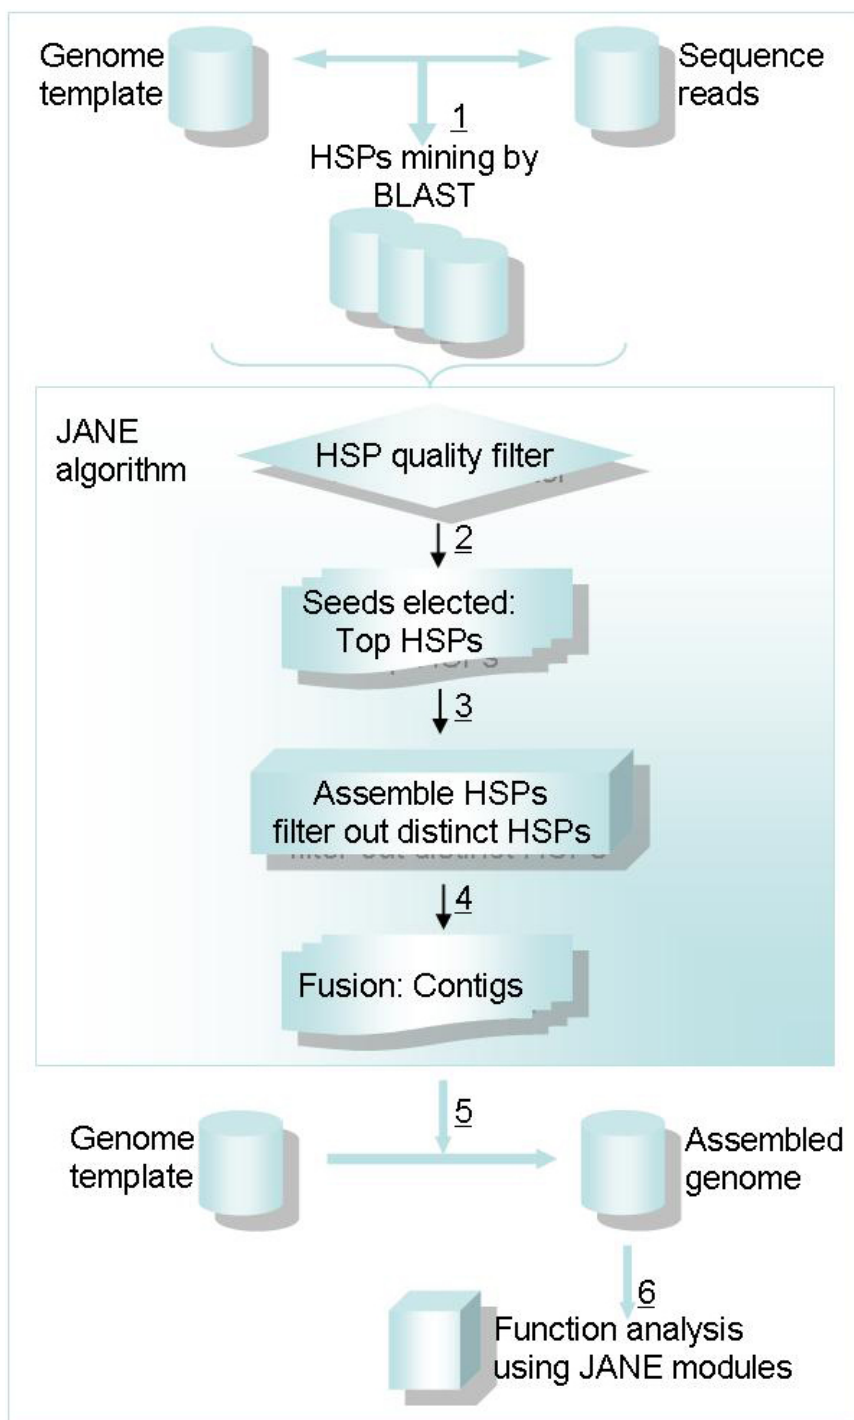 Genome
template
Sequence
reads
1
HSPs mining by
BLAST
JANE
algorithm
HSP quality filter
2
Seeds elected:
Top HSPs
3
Assemble HSPs
filter out distinct HSPs
4
Fusion: Contigs
5
Genome
template
Assembled
genome
6
Function analysis
using JANE modules